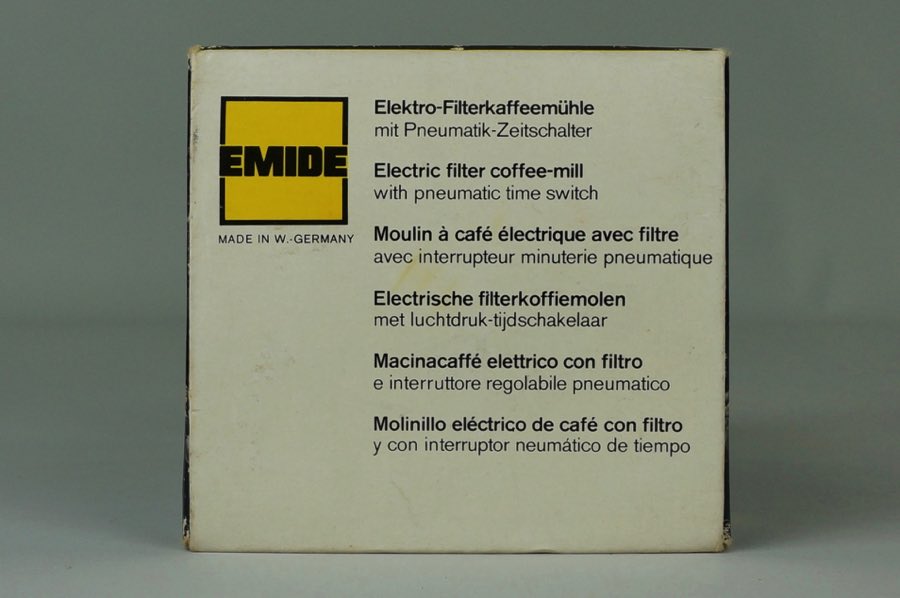 EMIDE
MADE IN W.-GERMANY
Elektro-Filterkaffeemühle
mit Pneumatik-Zeitschalter
Electric filter coffee-mill
with pneumatic time switch
Moulin à café électrique avec filtre
avec interrupteur minuterie pneumatique
Electrische filterkoffiemolen
met luchtdruk-tijdschakelaar
Macinacaffé elettrico con filtro
e interruttore regolabile pneumatico
Molinillo eléctrico de café con filtro
y con interruptor neumático de tiempo